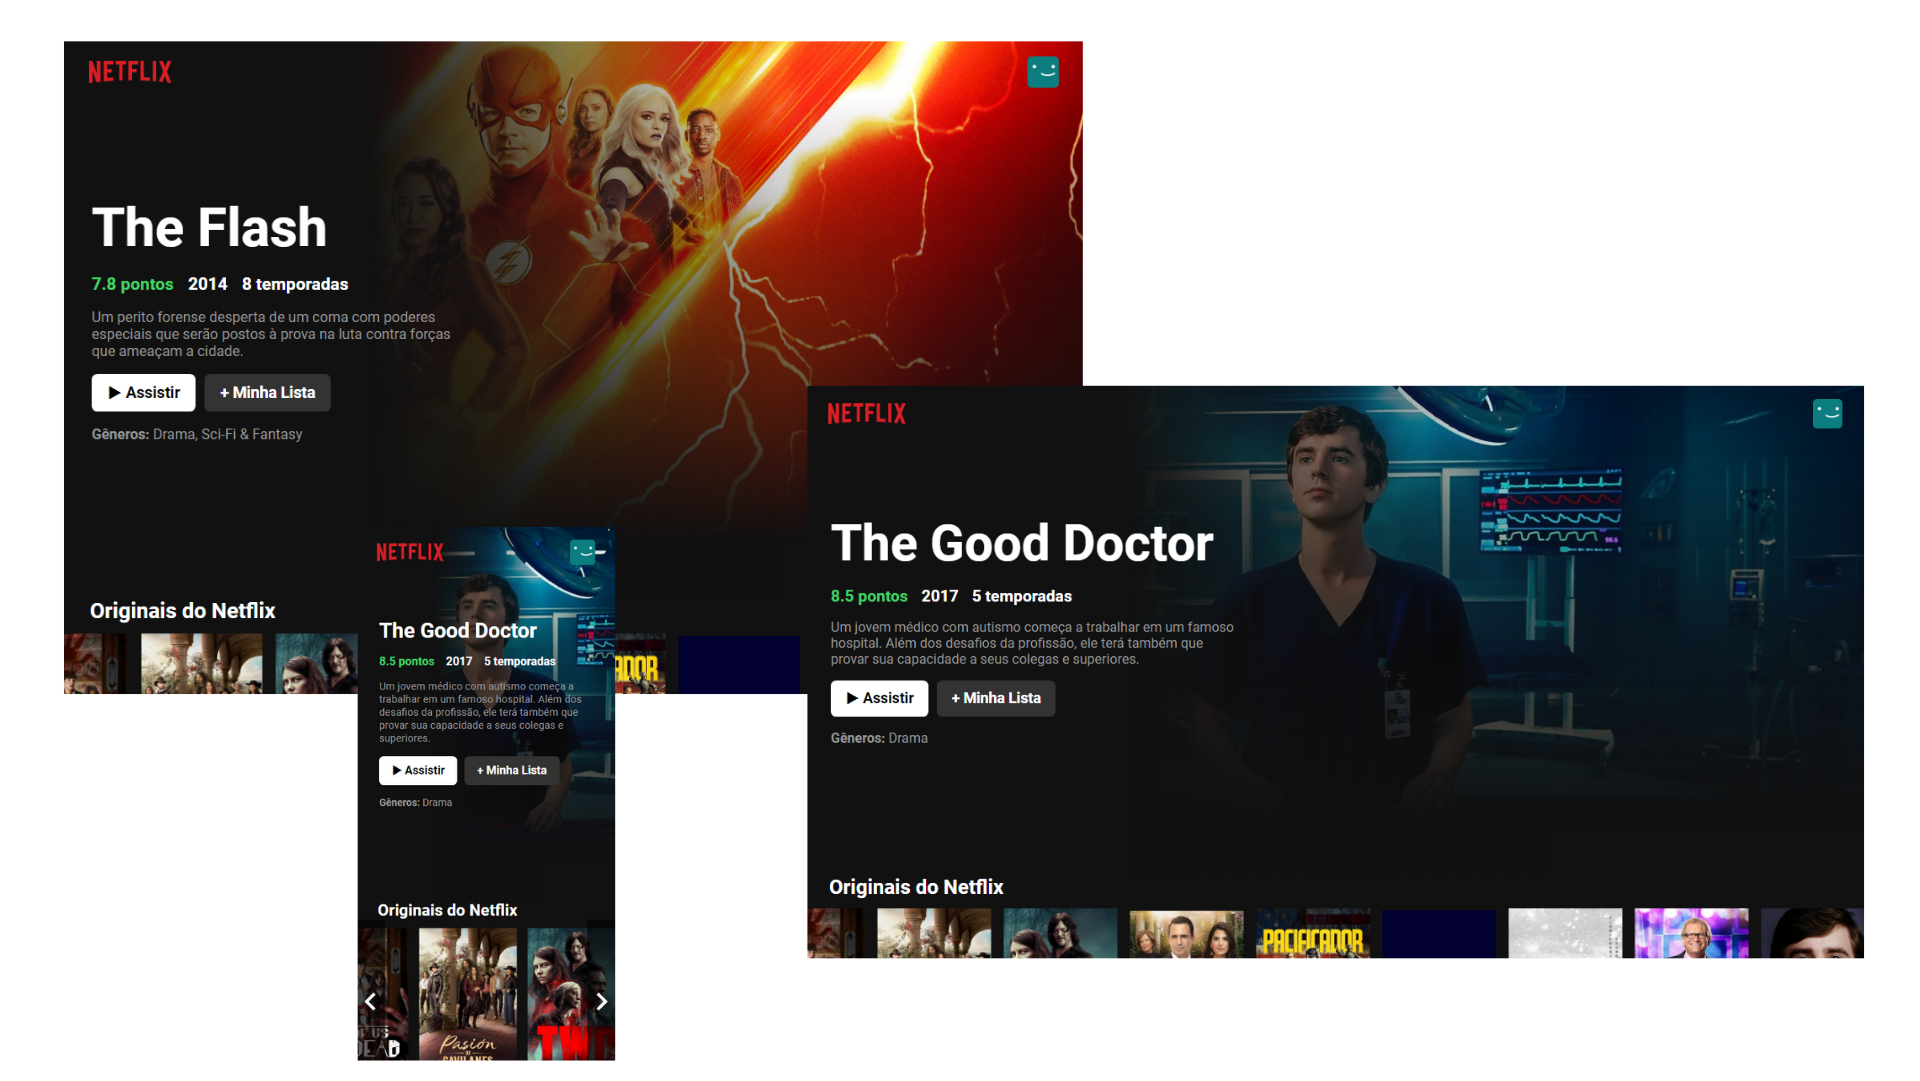 NETFLIX
The Flash
7.8 pontos 2014 8 temporadas
Um perito forense desperta de um coma com poderes
especiais que serão postos à prova na luta contra forças
que ameaçam a cidade.
▶ Assistir + Minha Lista
Gêneros: Drama, Sci-Fi & Fantasy
Originais do Netflix
NETFLIX
The Good Doctor
8.5 pontos 2017 5 temporadas
Um jovem médico com autismo começa a
trabalhar em um famoso hospital. Além dos
desafios da profissão, ele terá também que
provar sua capacidade a seus colegas e
superiores.
▶ Assistir + Minha Lista
Gêneros: Drama
Originais do Netflix
Pasión
DE
GAVILANES
NETFLIX
The Good Doctor
8.5 pontos 2017 5 temporadas
Um jovem médico com autismo começa a trabalhar em um famoso
hospital. Além dos desafios da profissão, ele terá também que
provar sua capacidade a seus colegas e superiores.
▶ Assistir + Minha Lista
Gêneros: Drama
Originais do Netflix
PACIFICADOR